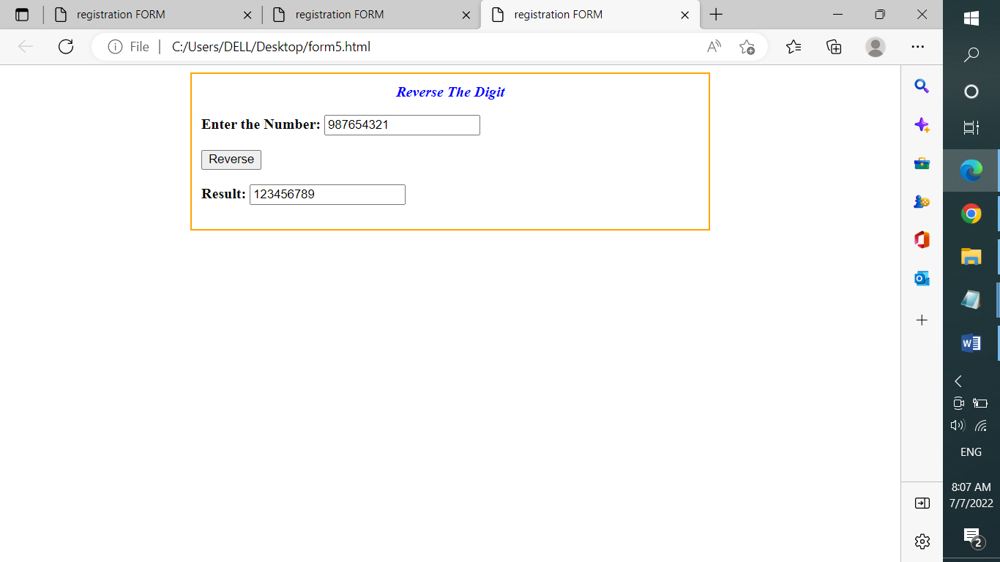 registration FORM
registration FORM
registration FORM
File
C:/Users/DELL/Desktop/form5.html
Reverse The Digit
Enter the Number: 987654321
Reverse
Result: 123456789
ENG
8:07 AM
7/7/2022
2